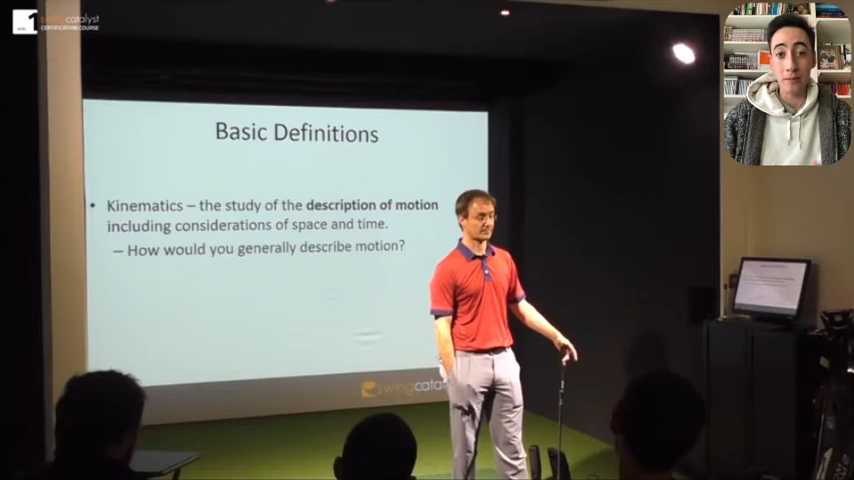 swingcatalyst
CERTIFICATION COURSE
Basic Definitions
• Kinematics – the study of the description of motion
including considerations of space and time.
– How would you generally describe motion?
swingcatal